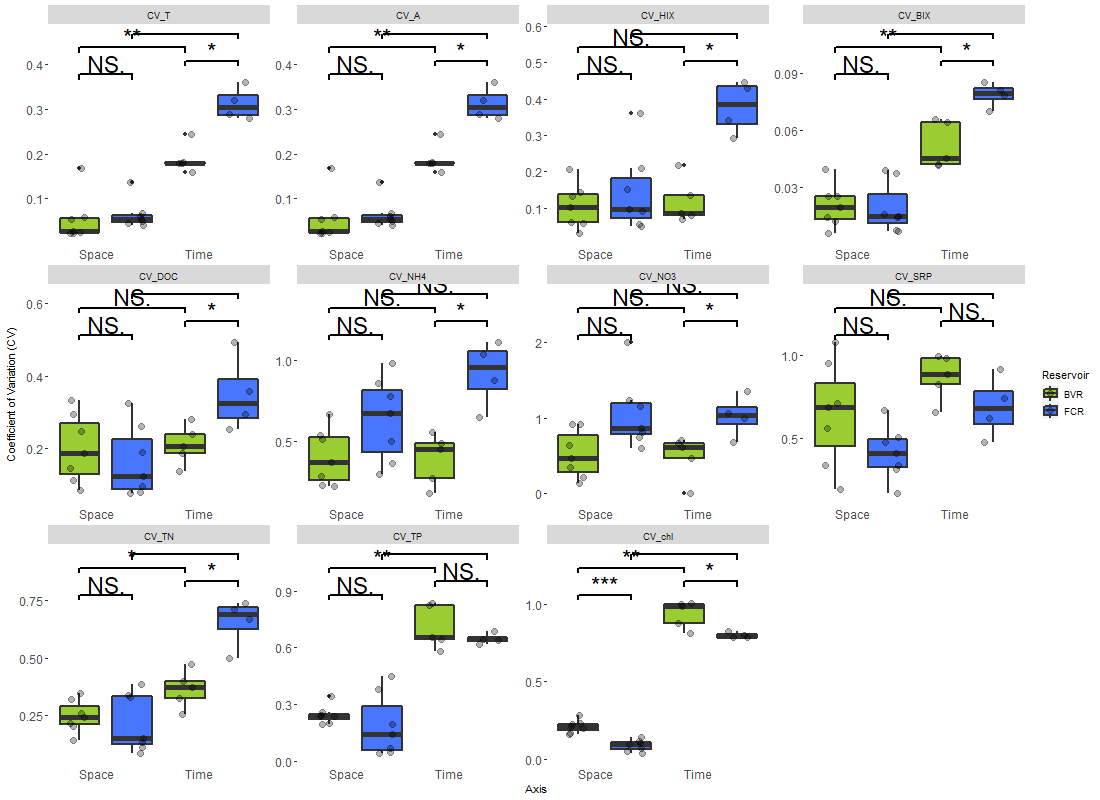 CV_T
CV_A
CV_HIX
CV_BIX
**
NS.
*
0.4
0.3
0.2
0.1
Space
Time
**
NS.
*
0.4
0.3
0.2
0.1
Space
Time
NS.
NS.
*
0.6
0.5
0.4
0.3
0.2
0.1
Space
Time
**
NS.
*
0.09
0.06
0.03
Space
Time
CV_DOC
CV_NH4
CV_NO3
CV_SRP
NS.
NS.
*
0.6
0.4
0.2
Space
Time
NS.
NS.
NS.
*
1.0
0.5
Space
Time
NS.
NS.
NS.
*
2
1
0
Space
Time
NS.
NS.
NS.
1.0
0.5
Space
Time
CV_TN
CV_TP
CV_chl
*
NS.
*
0.75
0.50
0.25
Space
Time
**
NS.
NS.
0.9
0.6
0.3
0.0
Space
Time
**
***
*
1.0
0.5
0.0
Space
Time
Coefficient of Variation (CV)
Axis
Reservoir
BVR
FCR